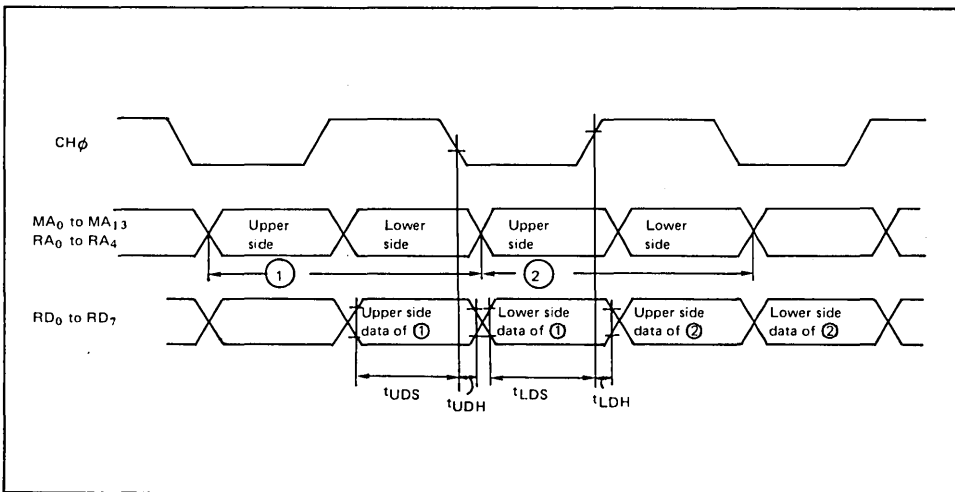 CHϕ
MA₀ to MA₁₃
RA₀ to RA₄
Upper side
Lower side
Upper side
Lower side
①
②
RD₀ to RD₇
Upper side data of ①
Lower side data of ①
Upper side data of ②
Lower side data of ②
tUDS
tUDH
tLDS
tLDH